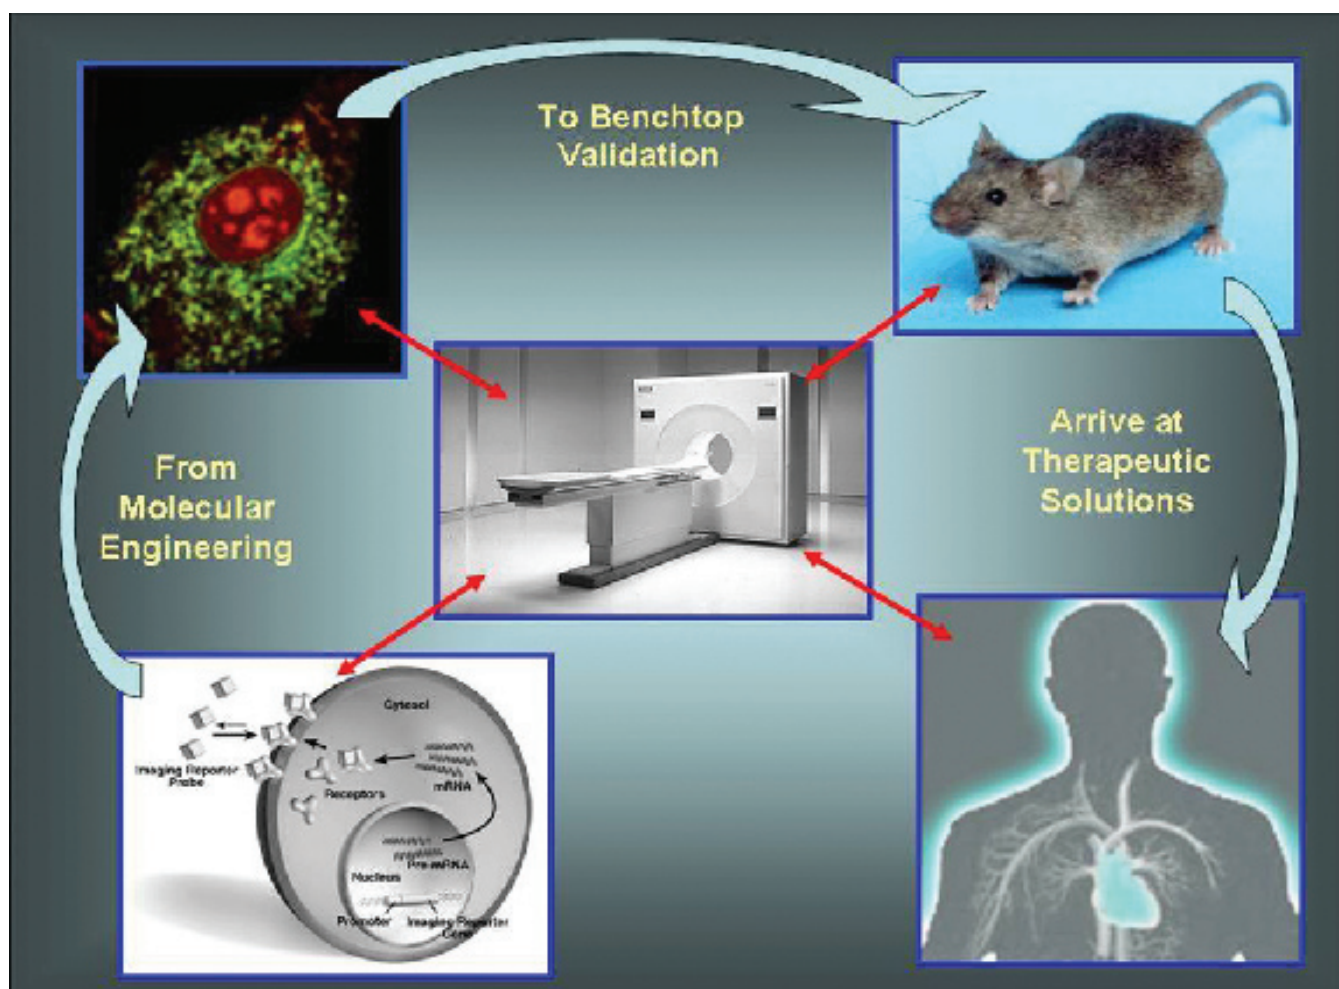 To Benchtop
Validation
From
Molecular
Engineering
Arrive at
Therapeutic
Solutions
Cytosol
Imaging Reporter
Probe
Receptors
mRNA
Pre-mRNA
Nucleus
Promoter
Imaging Reporter
Gene